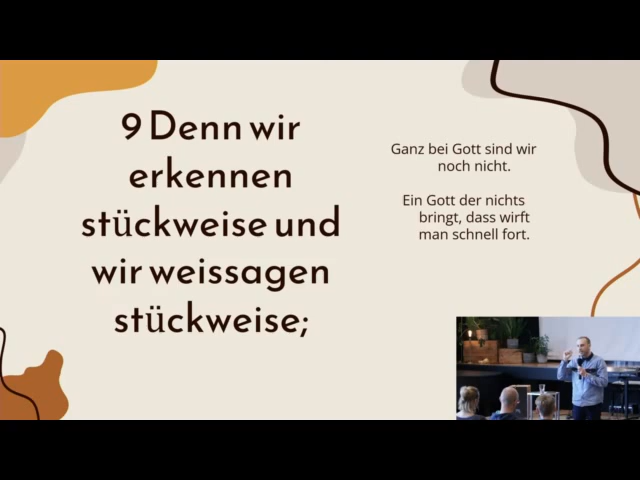 9 Denn wir
erkennen
stückweise und
wir weissagen
stückweise;
Ganz bei Gott sind wir
noch nicht.
Ein Gott der nichts
bringt, dass wirft
man schnell fort.